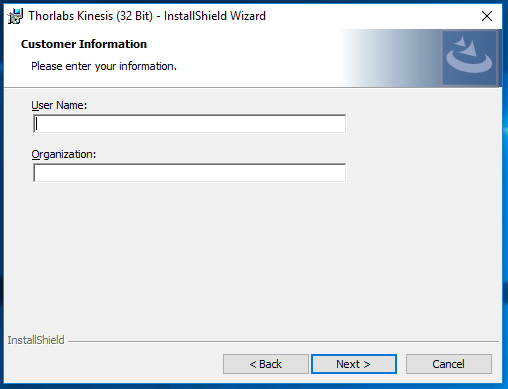 Thorlabs Kinesis (32 Bit) - InstallShield Wizard
Customer Information
Please enter your information.
User Name:
Organization:
InstallShield
< Back
Next >
Cancel